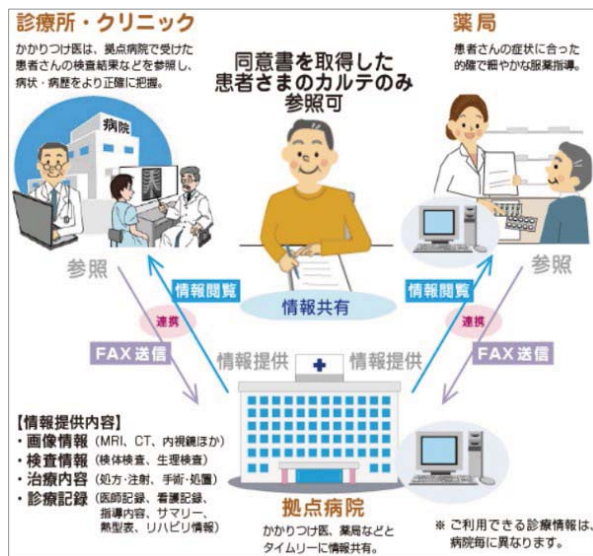 診療所・クリニック
かかりつけ医は、拠点病院で受けた
患者さんの検査結果などを参照し、
病状・病歴をより正確に把握。
同意書を取得した
患者さまのカルテのみ
参照可
薬局
患者さんの症状に合った
的確で細やかな服薬指導。
病院
参照
情報閲覧
連携
FAX送信
情報共有
参照
情報閲覧
連携
FAX送信
情報提供
情報提供
【情報提供内容】
・画像情報（MRI、CT、内視鏡ほか）
・検査情報（検体検査、生理検査）
・治療内容（処方・注射、手術・処置）
・診療記録（医師記録、看護記録、
指導内容、サマリー、
熱型表、リハビリ情報）
拠点病院
かかりつけ医、薬局などと
タイムリーに情報共有。
※ ご利用できる診療情報は、
病院毎に異なります。